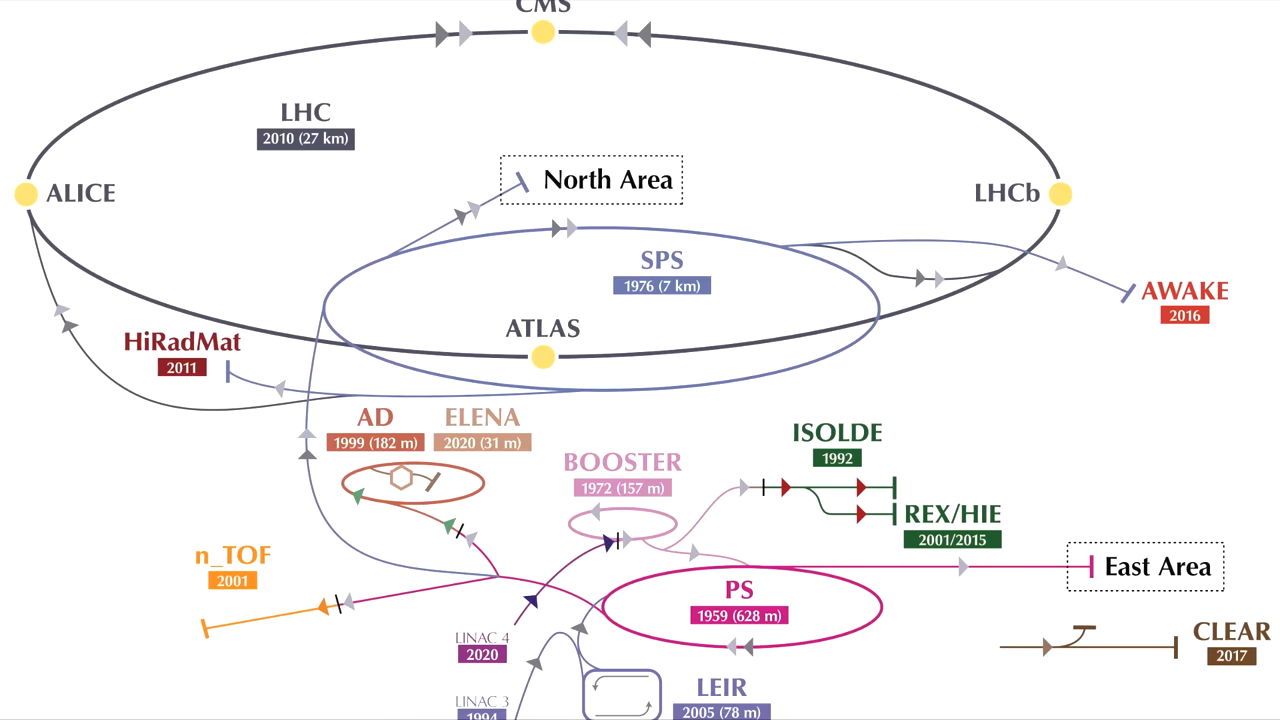 CMS
LHC
2010 (27 km)
North Area
ALICE
LHCb
SPS
1976 (7 km)
AWAKE
2016
ATLAS
HiRadMat
2011
AD
1999 (182 m)
ELENA
2020 (31 m)
ISOLDE
1992
BOOSTER
1972 (157 m)
REX/HIE
2001/2015
n_TOF
2001
East Area
PS
1959 (628 m)
LINAC 4
2020
CLEAR
2017
LEIR
2005 (78 m)
LINAC 3
1994